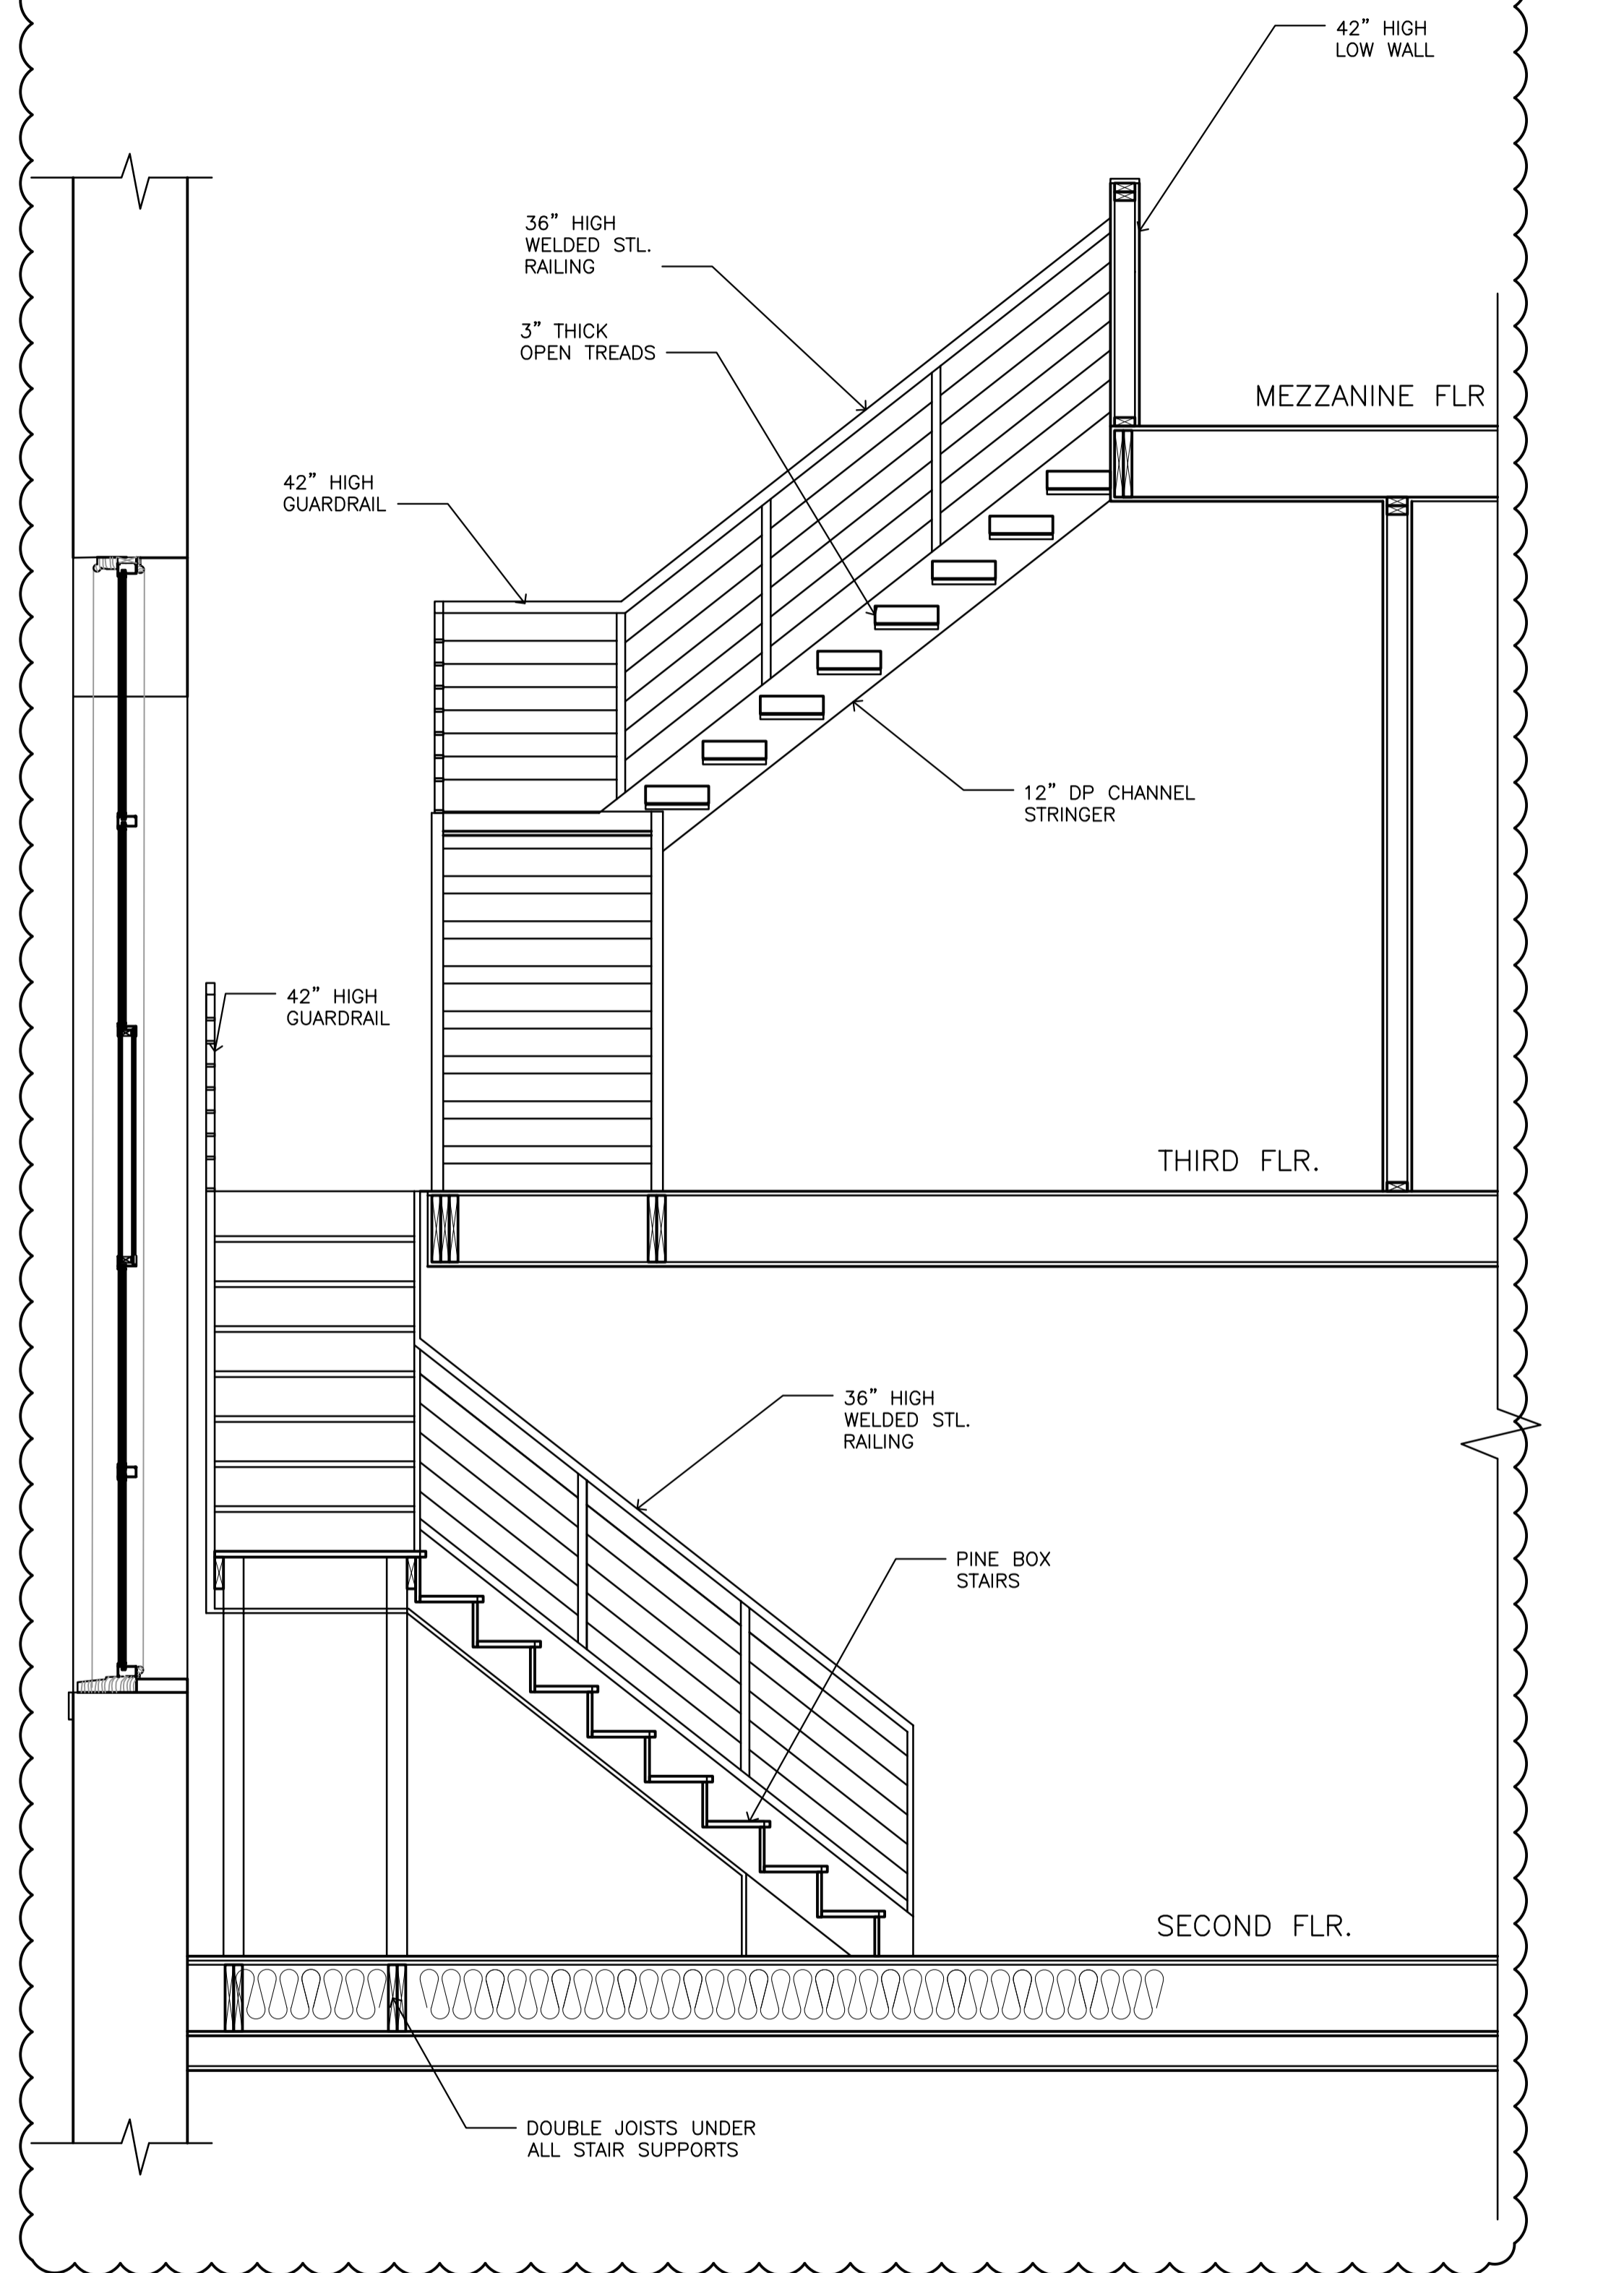 42” HIGH
LOW WALL
36” HIGH
WELDED STL.
RAILING
3” THICK
OPEN TREADS
MEZZANINE FLR
42” HIGH
GUARDRAIL
12” DP CHANNEL
STRINGER
42” HIGH
GUARDRAIL
THIRD FLR.
36” HIGH
WELDED STL.
RAILING
PINE BOX
STAIRS
SECOND FLR.
DOUBLE JOISTS UNDER
ALL STAIR SUPPORTS